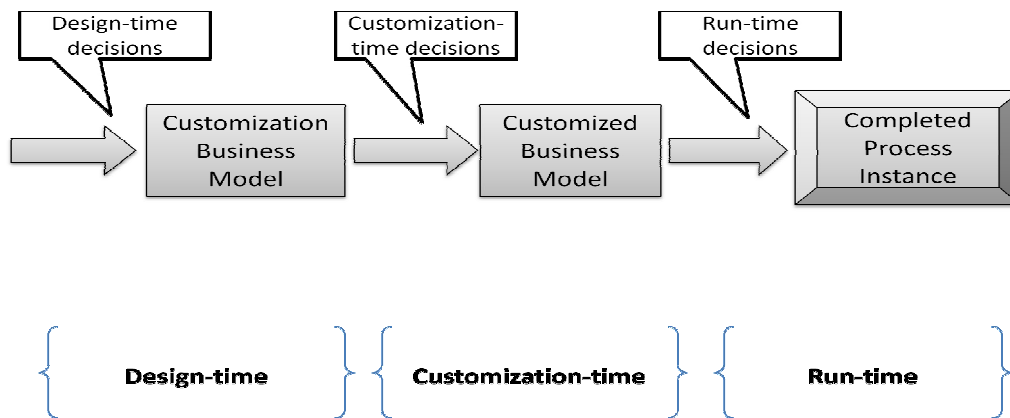 Design-time
decisions
Customization-
time decisions
Run-time
decisions
Customization
Business
Model
Customized
Business
Model
Completed
Process
Instance
Design-time
Customization-time
Run-time